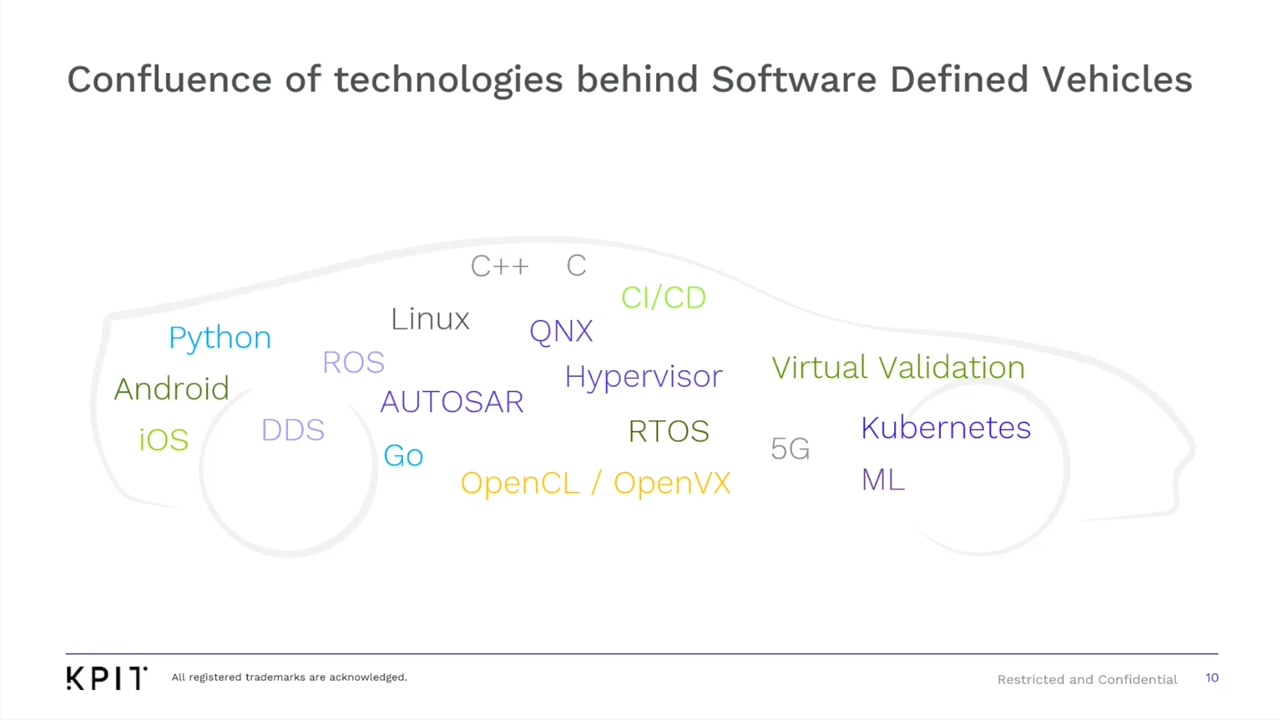 Confluence of technologies behind Software Defined Vehicles
C++ C
CI/CD
Linux
QNX
Python
ROS
Hypervisor
Virtual Validation
Android
AUTOSAR
iOS
DDS
RTOS
Kubernetes
Go
5G
OpenCL / OpenVX
ML
KPIT
All registered trademarks are acknowledged.
Restricted and Confidential
10